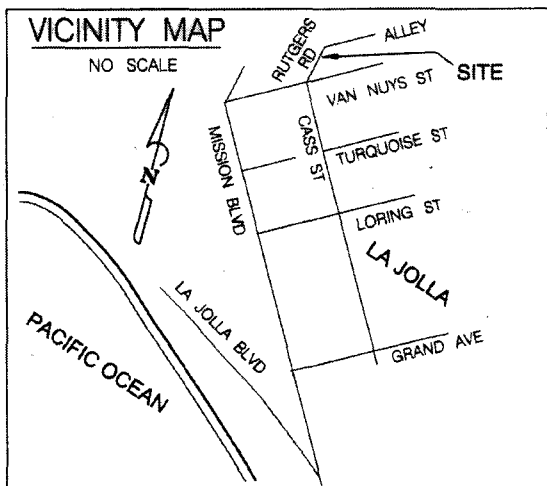 VICINITY MAP
NO SCALE
RUTGERS
RD
ALLEY
SITE
VAN NUYS ST
MISSION BLVD
CASS ST
TURQUOISE ST
N
LORING ST
LA JOLLA
LA JOLLA BLVD
PACIFIC OCEAN
GRAND AVE